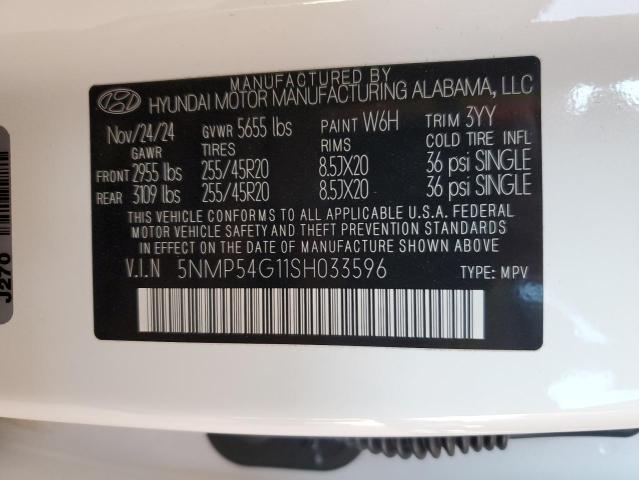 MANUFACTURED BY
HYUNDAI MOTOR MANUFACTURING ALABAMA, LLC
Nov/24/24 GVWR 5655 lbs PAINT W6H TRIM 3YY
GAWR TIRES RIMS COLD TIRE INFL
FRONT 2955 lbs 255/45R20 8.5JX20 36 psi SINGLE
REAR 3109 lbs 255/45R20 8.5JX20 36 psi SINGLE
THIS VEHICLE CONFORMS TO ALL APPLICABLE U.S.A. FEDERAL
MOTOR VEHICLE SAFETY AND THEFT PREVENTION STANDARDS
IN EFFECT ON THE DATE OF MANUFACTURE SHOWN ABOVE.
V.I.N 5NMP54G11SH033596 TYPE: MPV
J270